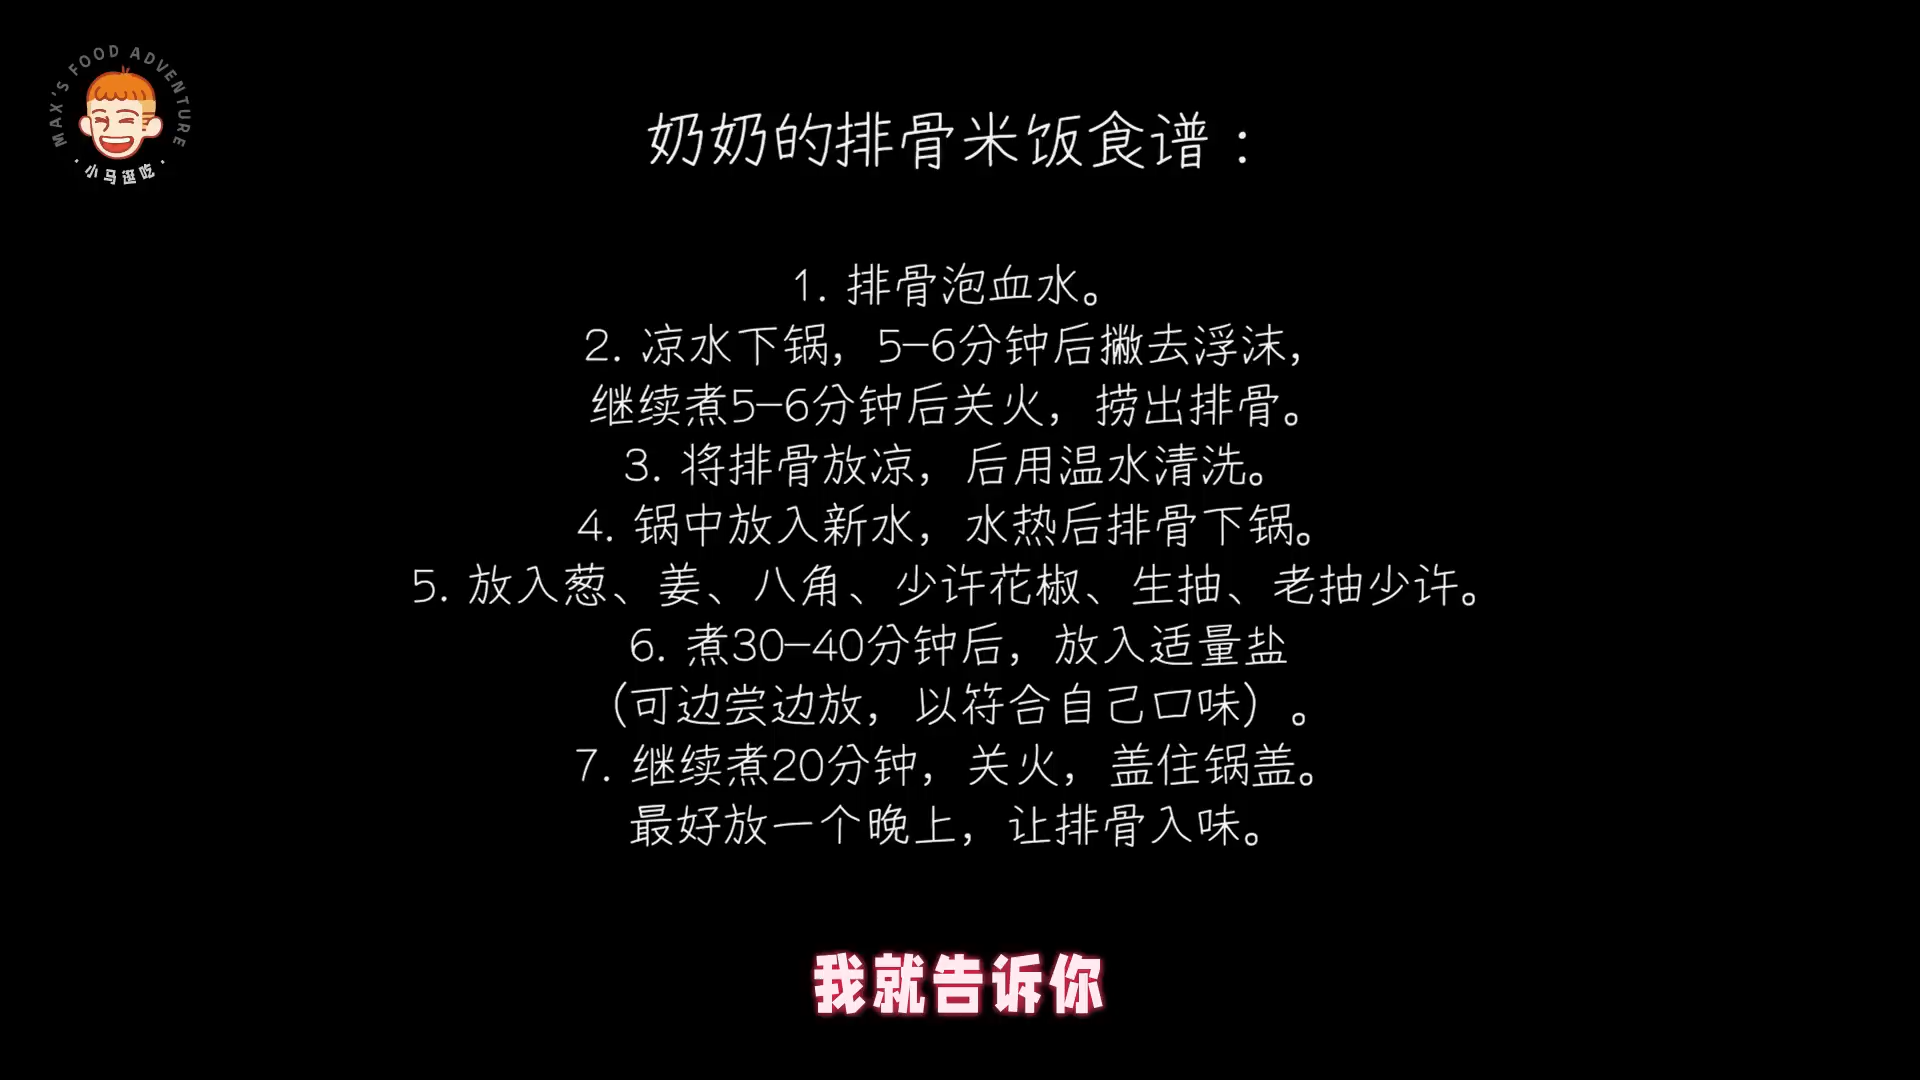 MAX'S FOOD ADVENTURE
·小马逛吃·
奶奶的排骨米饭食谱：
1. 排骨泡血水。
2. 凉水下锅，5-6分钟后撇去浮沫，
继续煮5-6分钟后关火，捞出排骨。
3. 将排骨放凉，后用温水清洗。
4. 锅中放入新水，水热后排骨下锅。
5. 放入葱、姜、八角、少许花椒、生抽、老抽少许。
6. 煮30-40分钟后，放入适量盐
（可边尝边放，以符合自己口味）。
7. 继续煮20分钟，关火，盖住锅盖。
最好放一个晚上，让排骨入味。
我就告诉你